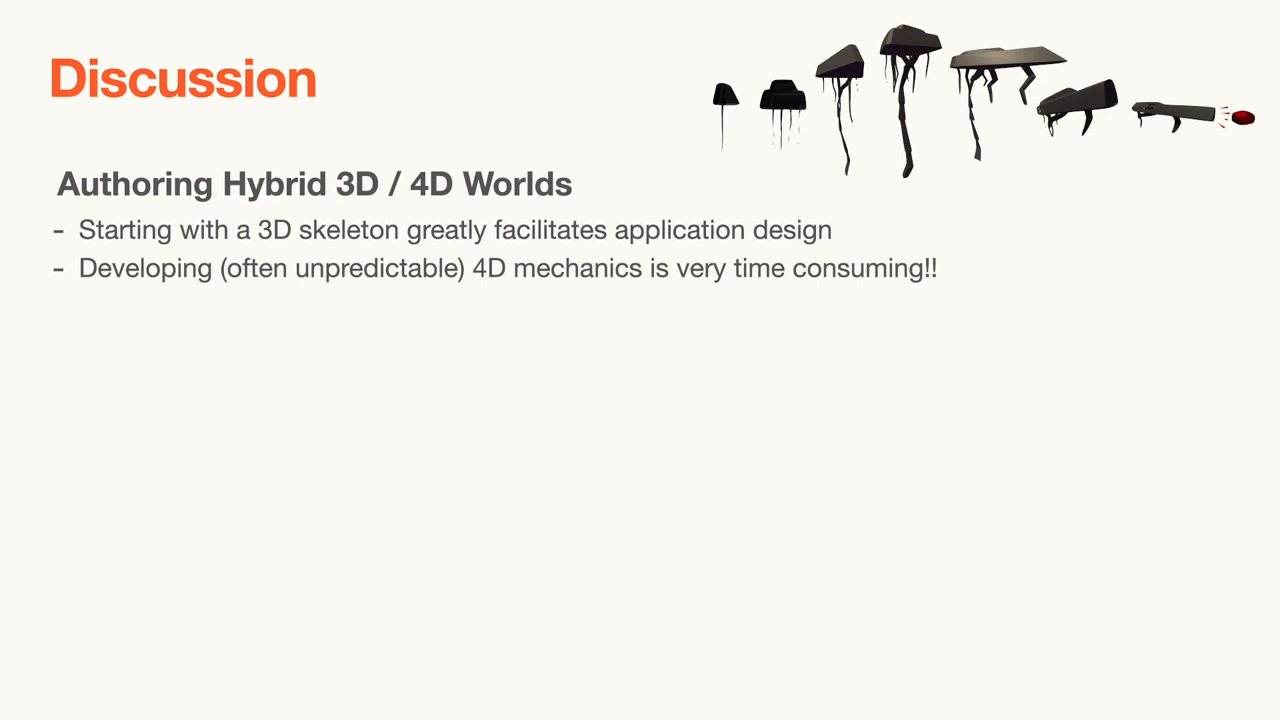 Discussion
Authoring Hybrid 3D / 4D Worlds
- Starting with a 3D skeleton greatly facilitates application design
- Developing (often unpredictable) 4D mechanics is very time consuming!!